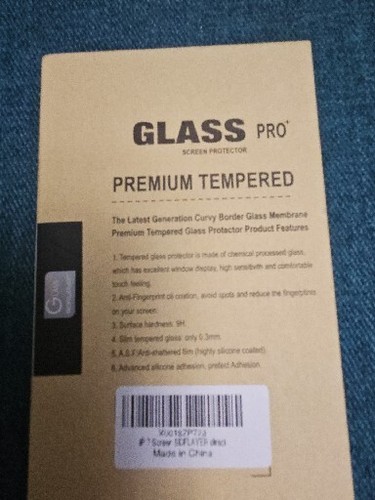 GLASS PRO+
SCREEN PROTECTOR
PREMIUM TEMPERED
The Latest Generation Curvy Border Glass Membrane
Premium Tempered Glass Protector Product Features
1. Tempered glass protector is made of chemical processed glass,
which has excellent window display, high sensitivith and comfortable
touch feeling.
2. Anti-Fingerprint oil coation, avoid spots and reduce the fingerprints
on your screen.
3. Surface hardness: 9H
4. Slim tempered glass: only 0.3mm
5. A.S.F:Anti-shattered film (highly silicone coated)
6. Advanced silicone adhesion, prefect Adhesion
Made in China